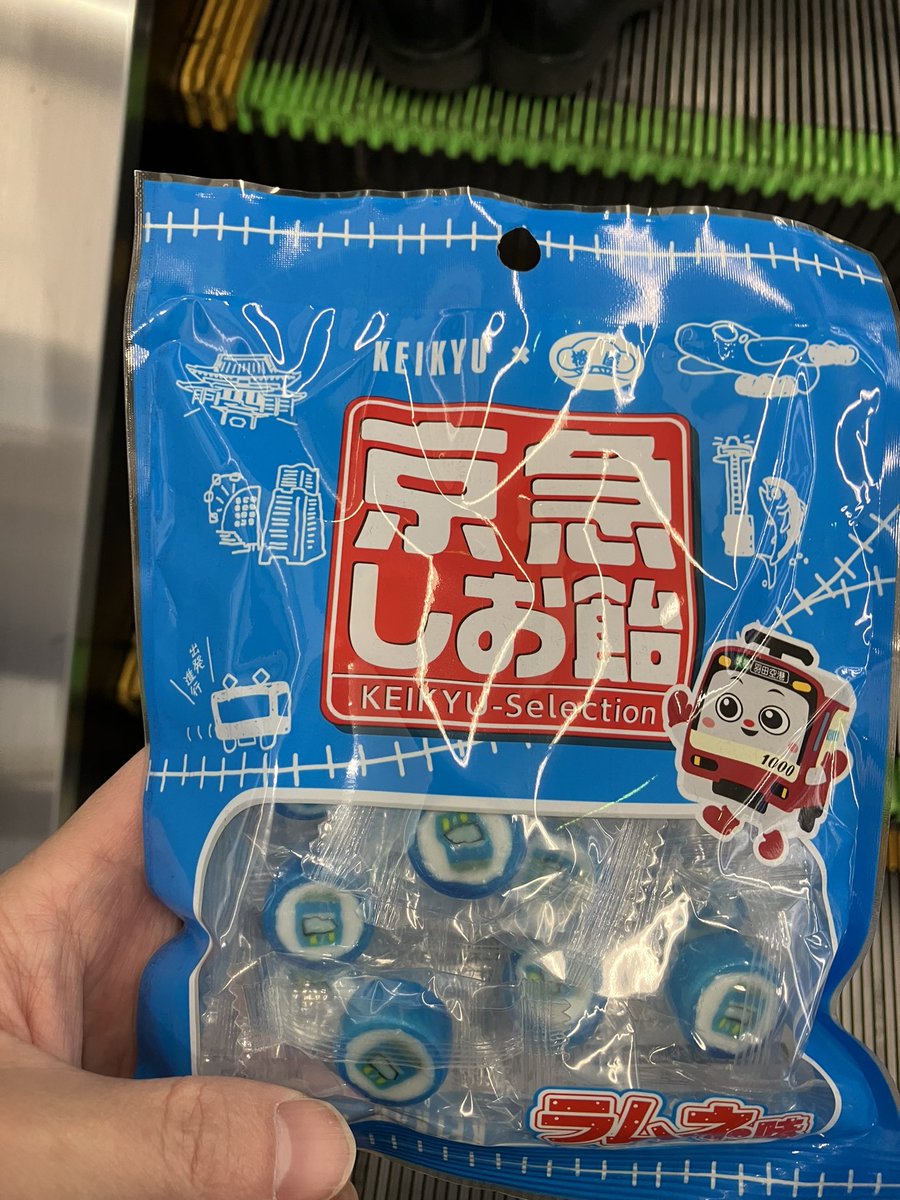 KEIKYU ×
京急
しお飴
KEIKYU-Selection
出発
進行
羽田空港
1000
ラムネ味